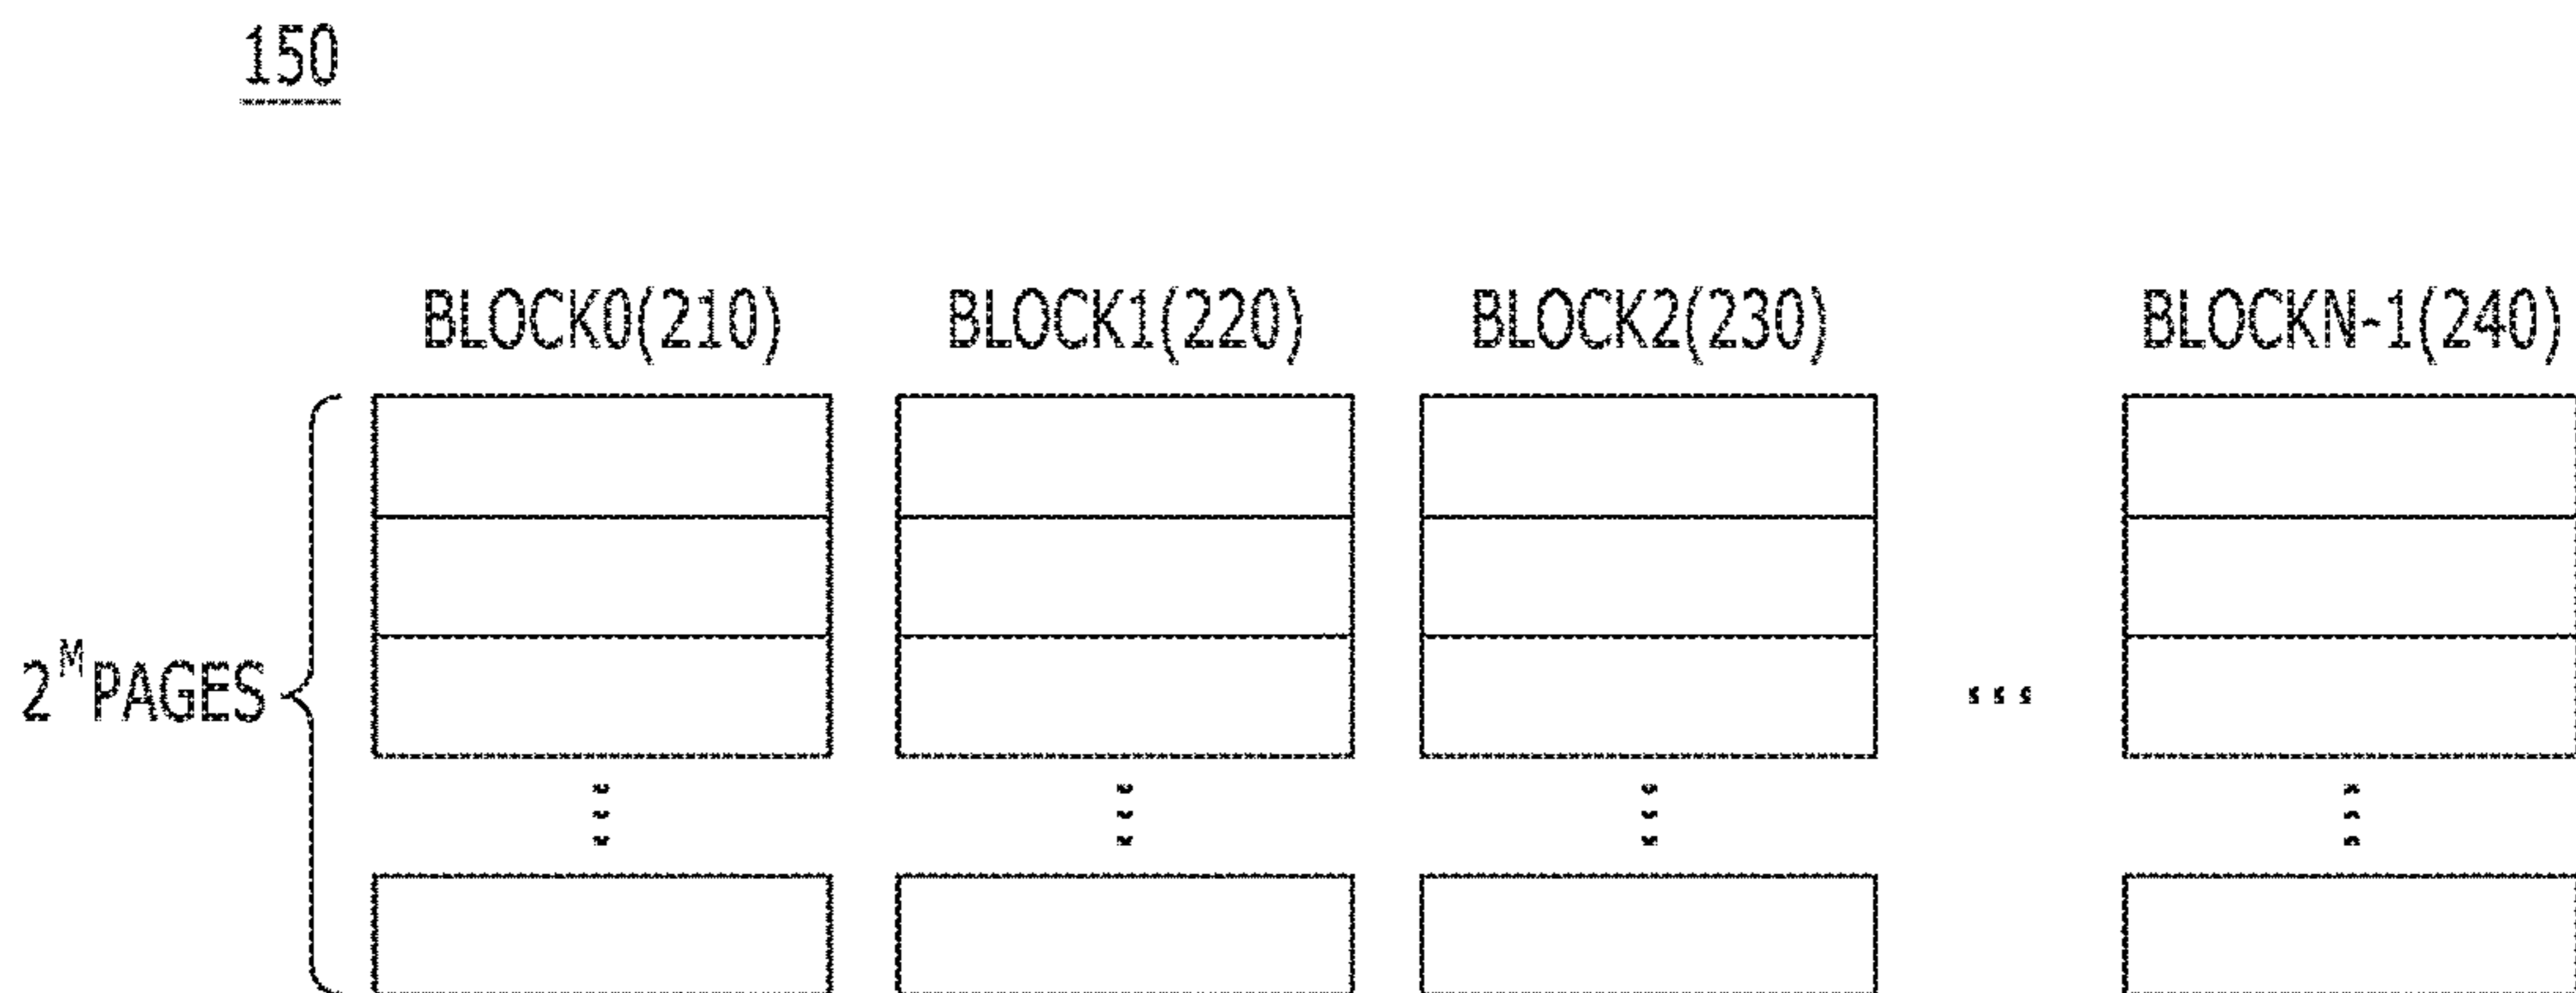 150
BLOCK0(210) BLOCK1(220) BLOCK2(230) BLOCKN-1(240)
2^M PAGES
...